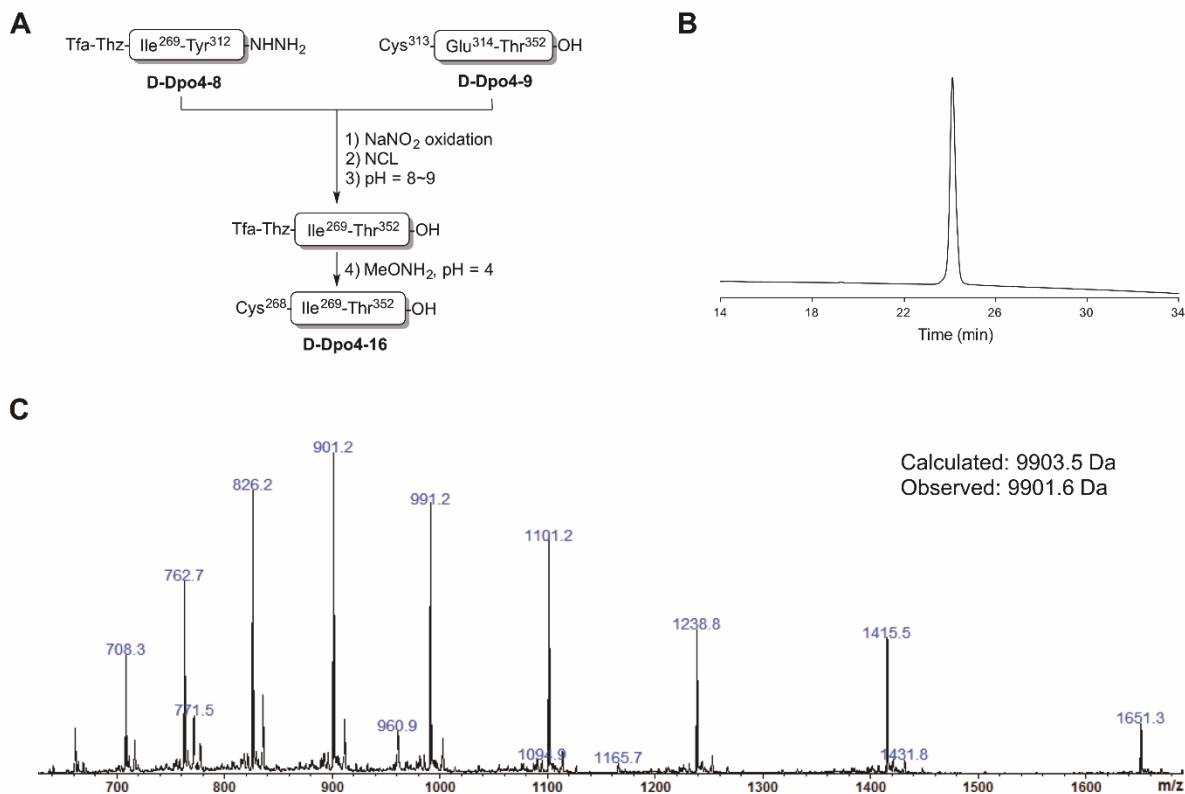 A
Tfa-Thz-Ile²⁶⁹-Tyr³¹²-NHNH₂
D-Dpo4-8
Cys³¹³-Glu³¹⁴-Thr³⁵²-OH
D-Dpo4-9
1) NaNO₂ oxidation
2) NCL
3) pH = 8~9
Tfa-Thz-Ile²⁶⁹-Thr³⁵²-OH
4) MeONH₂, pH = 4
Cys²⁶⁸-Ile²⁶⁹-Thr³⁵²-OH
D-Dpo4-16
B
14 18 22 26 30 34
Time (min)
C
Calculated: 9903.5 Da
Observed: 9901.6 Da
708.3
762.7
771.5
826.2
901.2
960.9
991.2
1094.9
1101.2
1165.7
1238.8
1415.5
1431.8
1651.3
700 800 900 1000 1100 1200 1300 1400 1500 1600 m/z